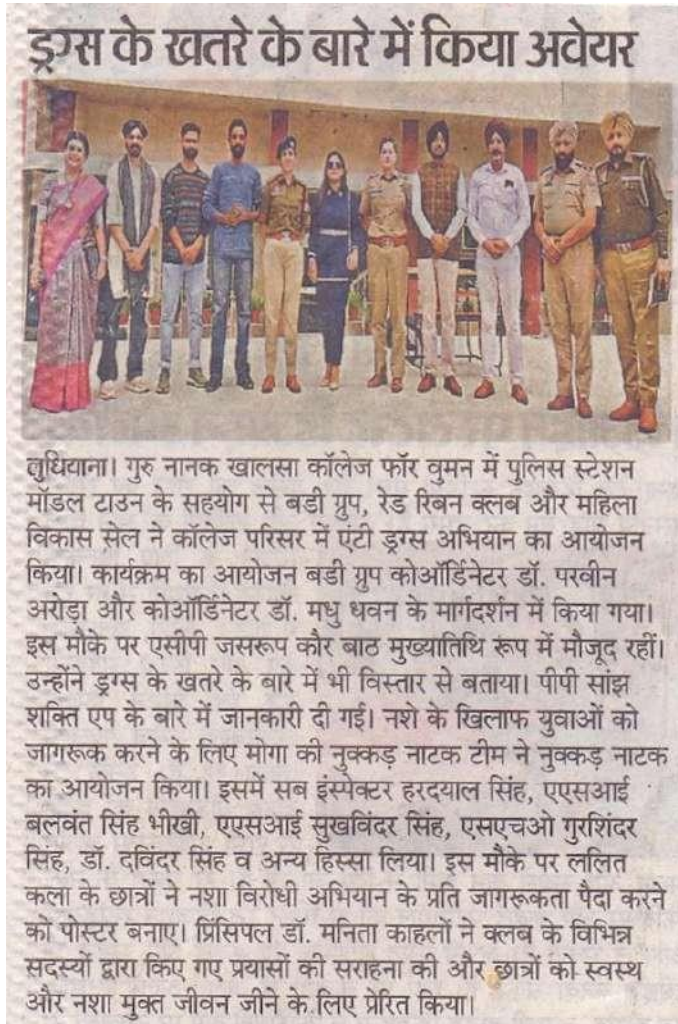 ड्रग्स के खतरे के बारे में किया अवेयर
लुधियाना। गुरु नानक खालसा कॉलेज फॉर वुमन में पुलिस स्टेशन
मॉडल टाउन के सहयोग से बडी ग्रुप, रेड रिबन क्लब और महिला
विकास सेल ने कॉलेज परिसर में एंटी ड्रग्स अभियान का आयोजन
किया। कार्यक्रम का आयोजन बडी ग्रुप कोऑर्डिनेटर डॉ. परवीन
अरोड़ा और कोऑर्डिनेटर डॉ. मधु धवन के मार्गदर्शन में किया गया।
इस मौके पर एसीपी जसरूप कौर बाठ मुख्यातिथि रूप में मौजूद रहीं।
उन्होंने ड्रग्स के खतरे के बारे में भी विस्तार से बताया। पीपी सांझ
शक्ति एप के बारे में जानकारी दी गई। नशे के खिलाफ युवाओं को
जागरूक करने के लिए मोगा की नुक्कड़ नाटक टीम ने नुक्कड़ नाटक
का आयोजन किया। इसमें सब इंस्पेक्टर हरदयाल सिंह, एएसआई
बलवंत सिंह भीखी, एएसआई सुखविंदर सिंह, एसएचओ गुरशिंदर
सिंह, डॉ. दविंदर सिंह व अन्य हिस्सा लिया। इस मौके पर ललित
कला के छात्रों ने नशा विरोधी अभियान के प्रति जागरूकता पैदा करने
को पोस्टर बनाए। प्रिंसिपल डॉ. मनिता काहलों ने क्लब के विभिन्न
सदस्यों द्वारा किए गए प्रयासों की सराहना की और छात्रों को स्वस्थ
और नशा मुक्त जीवन जीने के लिए प्रेरित किया।